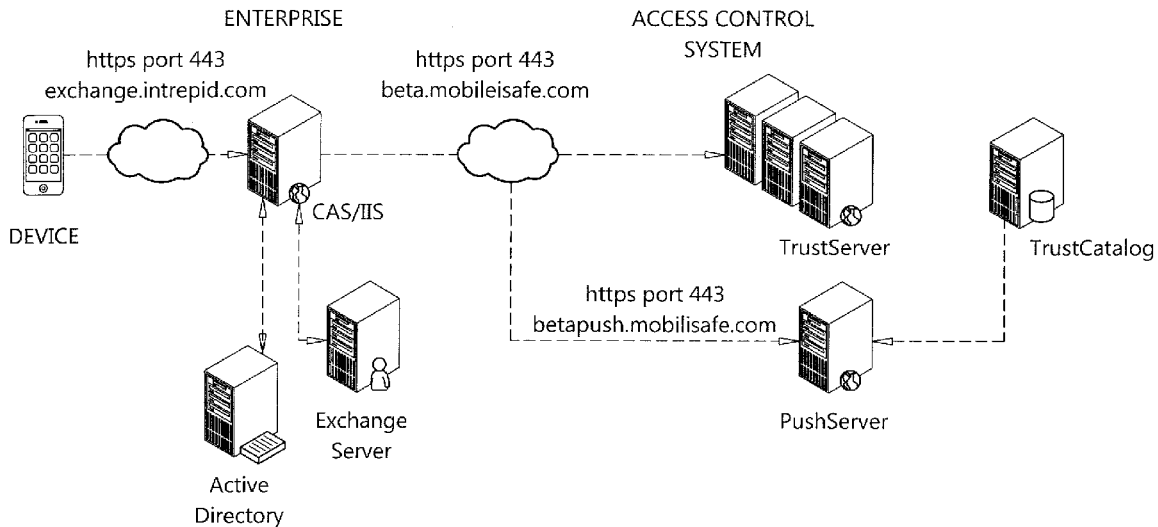 ENTERPRISE
ACCESS CONTROL
SYSTEM
https port 443
exchange.intrepid.com
https port 443
beta.mobileisafe.com
DEVICE
CAS/IIS
TrustServer
TrustCatalog
https port 443
betapush.mobilisafe.com
Exchange
Server
PushServer
Active
Directory